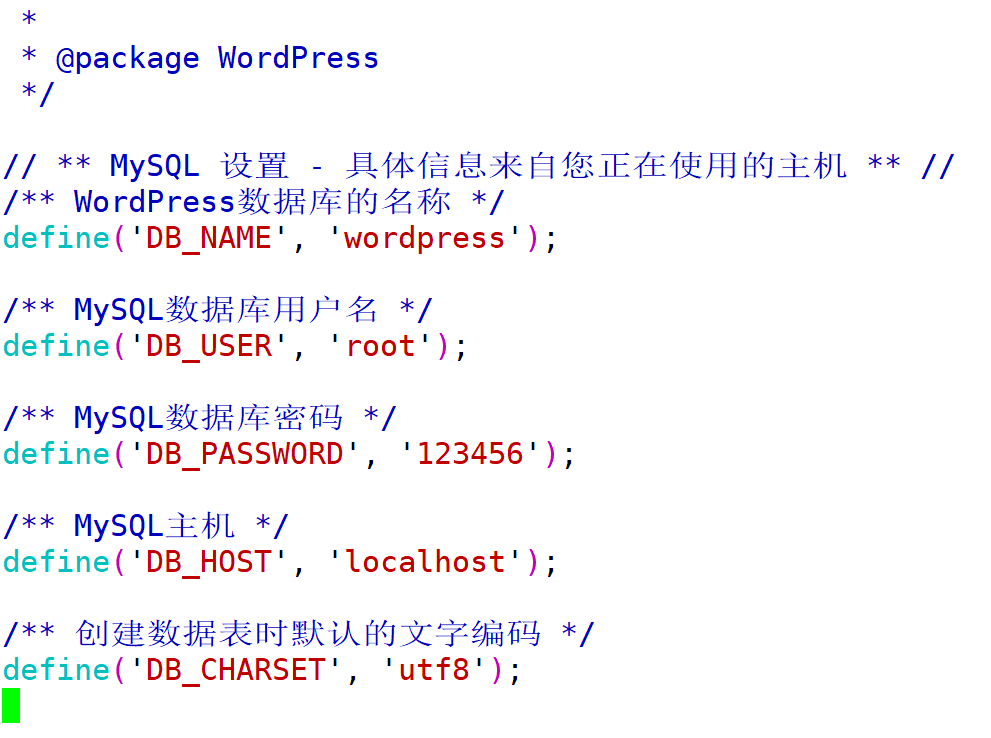 *
* @package WordPress
*/
// ** MySQL 设置 - 具体信息来自您正在使用的主机 ** //
/** WordPress数据库的名称 */
define('DB_NAME', 'wordpress');
/** MySQL数据库用户名 */
define('DB_USER', 'root');
/** MySQL数据库密码 */
define('DB_PASSWORD', '123456');
/** MySQL主机 */
define('DB_HOST', 'localhost');
/** 创建数据表时默认的文字编码 */
define('DB_CHARSET', 'utf8');